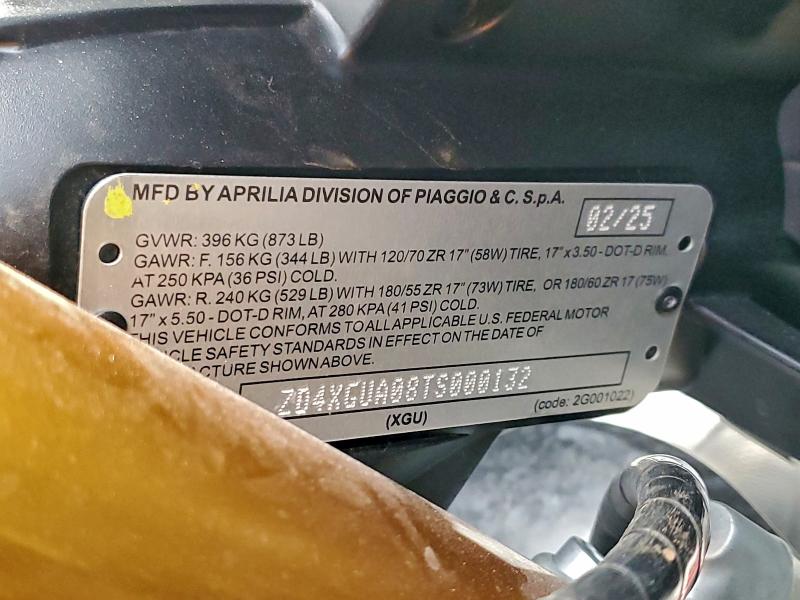 MFD BY APRILIA DIVISION OF PIAGGIO & C. S.p.A.
02/25
GVWR: 396 KG (873 LB)
GAWR: F. 156 KG (344 LB) WITH 120/70 ZR 17" (58W) TIRE, 17" x 3.50 - DOT-D RIM,
AT 250 KPA (36 PSI) COLD.
GAWR: R. 240 KG (529 LB) WITH 180/55 ZR 17" (73W) TIRE, OR 180/60 ZR 17 (75W)
17" x 5.50 - DOT-D RIM, AT 280 KPA (41 PSI) COLD.
THIS VEHICLE CONFORMS TO ALL APPLICABLE U.S. FEDERAL MOTOR
SAFETY STANDARDS IN EFFECT ON THE DATE OF
SHOWN ABOVE.
ZD4XGUA08TS000132
(XGU)
(code: 2G001022)